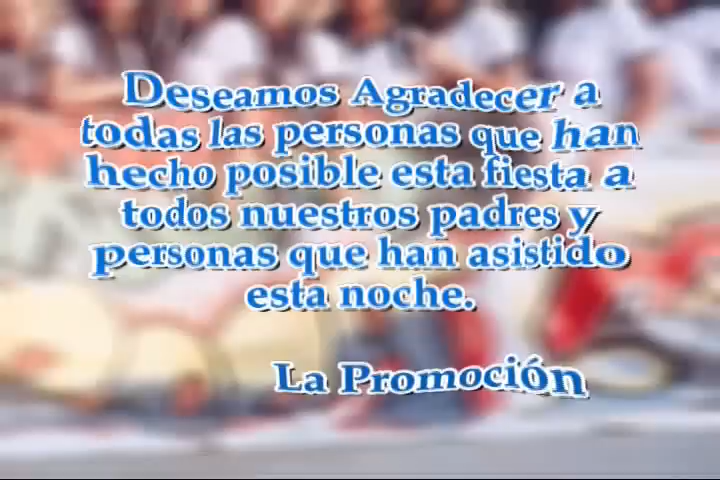 Deseamos Agradecer a
todas las personas que han
hecho posible esta fiesta a
todos nuestros padres y
personas que han asistido
esta noche.
La Promoción